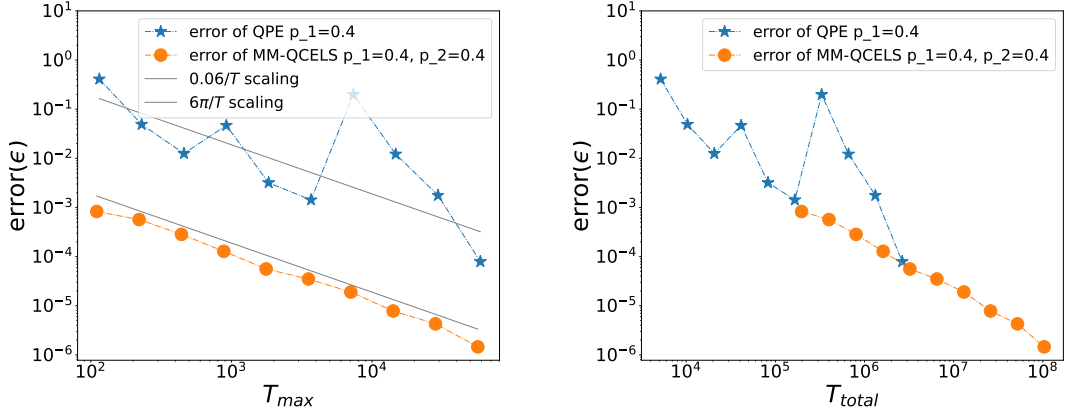 10^1
10^0
10^-1
10^-2
10^-3
10^-4
10^-5
10^-6
error(ϵ)
error of QPE p_1=0.4
error of MM-QCELS p_1=0.4, p_2=0.4
0.06/T scaling
6π/T scaling
10^2
10^3
10^4
T_max
10^1
10^0
10^-1
10^-2
10^-3
10^-4
10^-5
10^-6
error(ϵ)
error of QPE p_1=0.4
error of MM-QCELS p_1=0.4, p_2=0.4
10^4
10^5
10^6
10^7
10^8
T_total